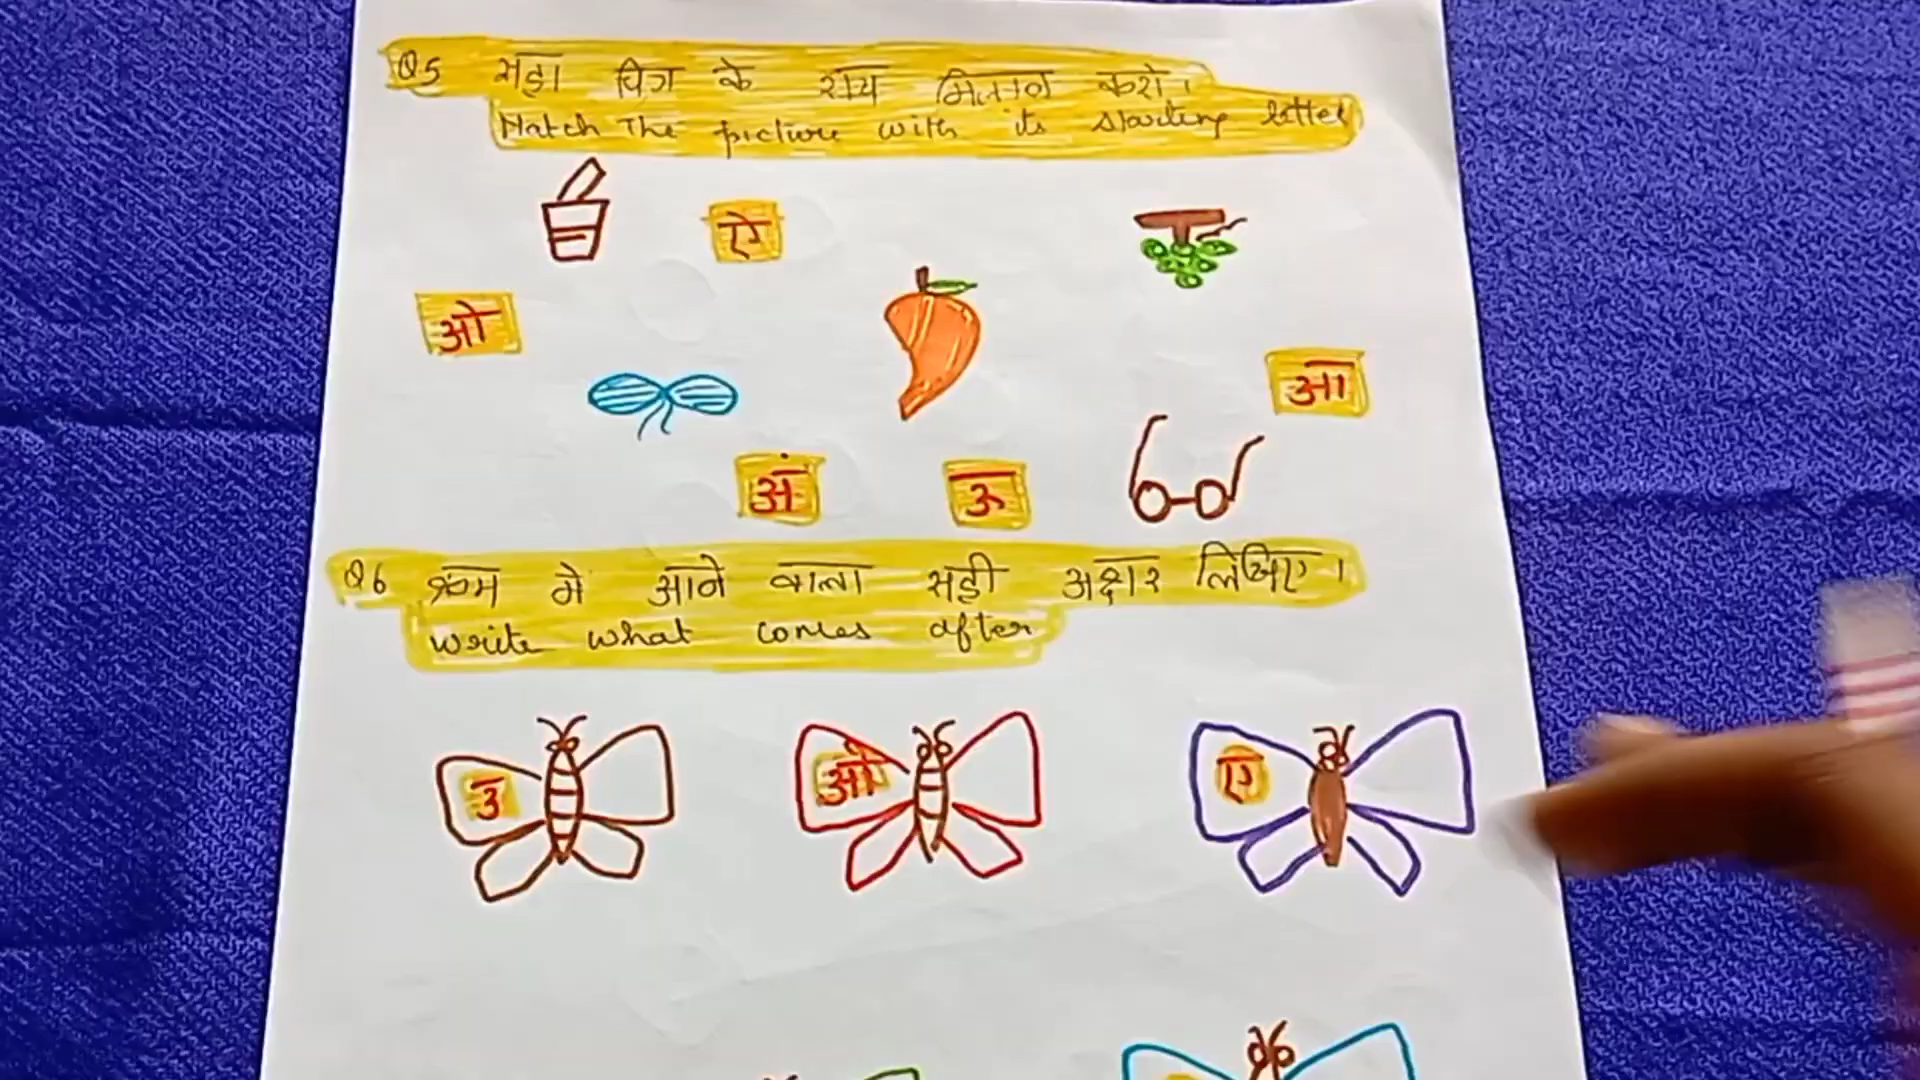 Q5 सही चित्र के साथ मिलान करो।
Match The picture with its starting letter
ऐ
ओ
आ
अं
ऊ
Q6 क्रम मे आने वाला सही अक्षर लिखिए।
write what comes after
उ
ओ
ए